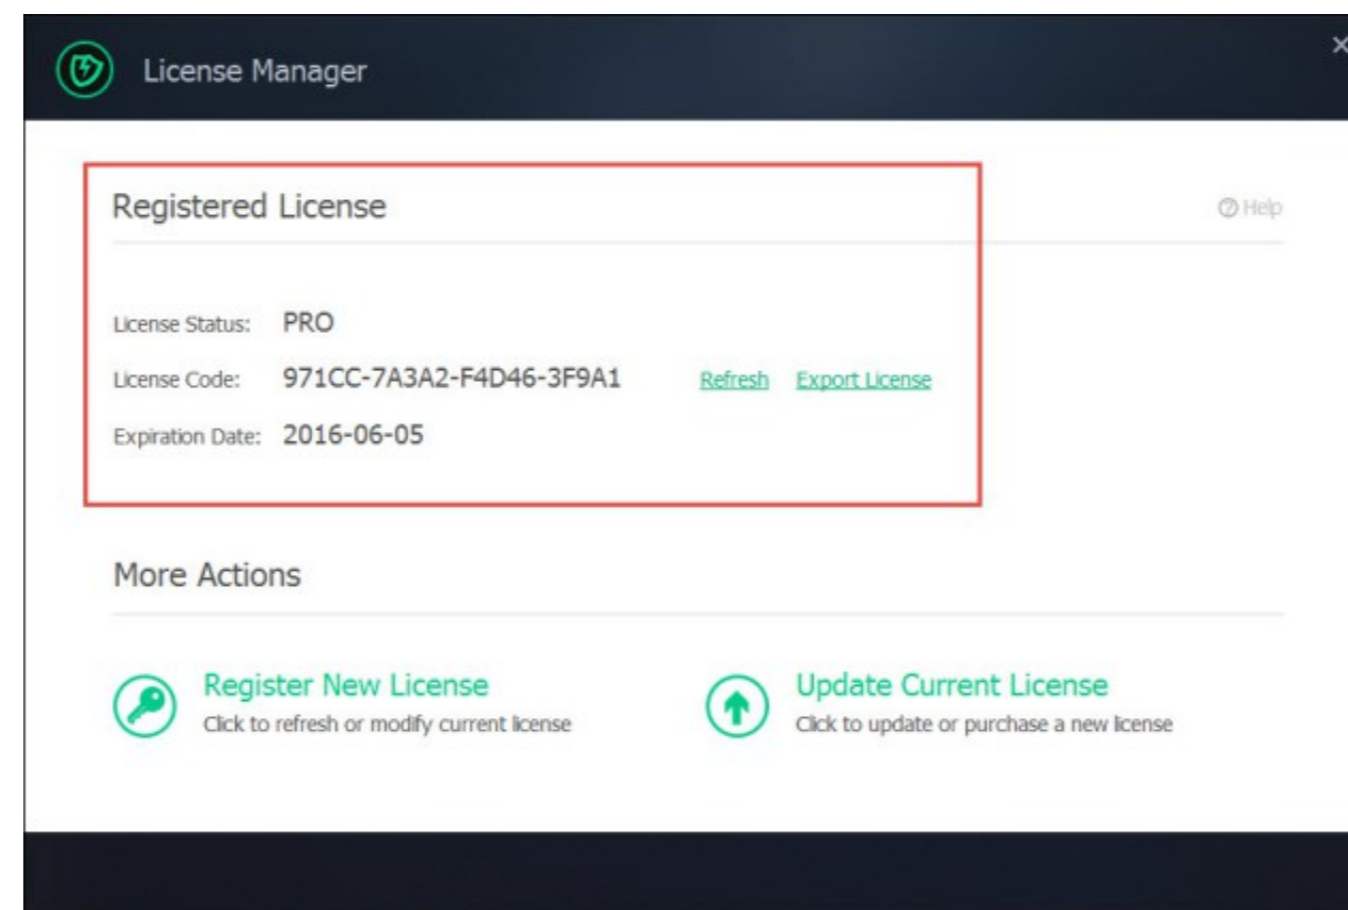 License Manager
Registered License
Help
License Status: PRO
License Code: 971CC-7A3A2-F4D46-3F9A1 Refresh Export License
Expiration Date: 2016-06-05
More Actions
Register New License
Click to refresh or modify current license
Update Current License
Click to update or purchase a new license